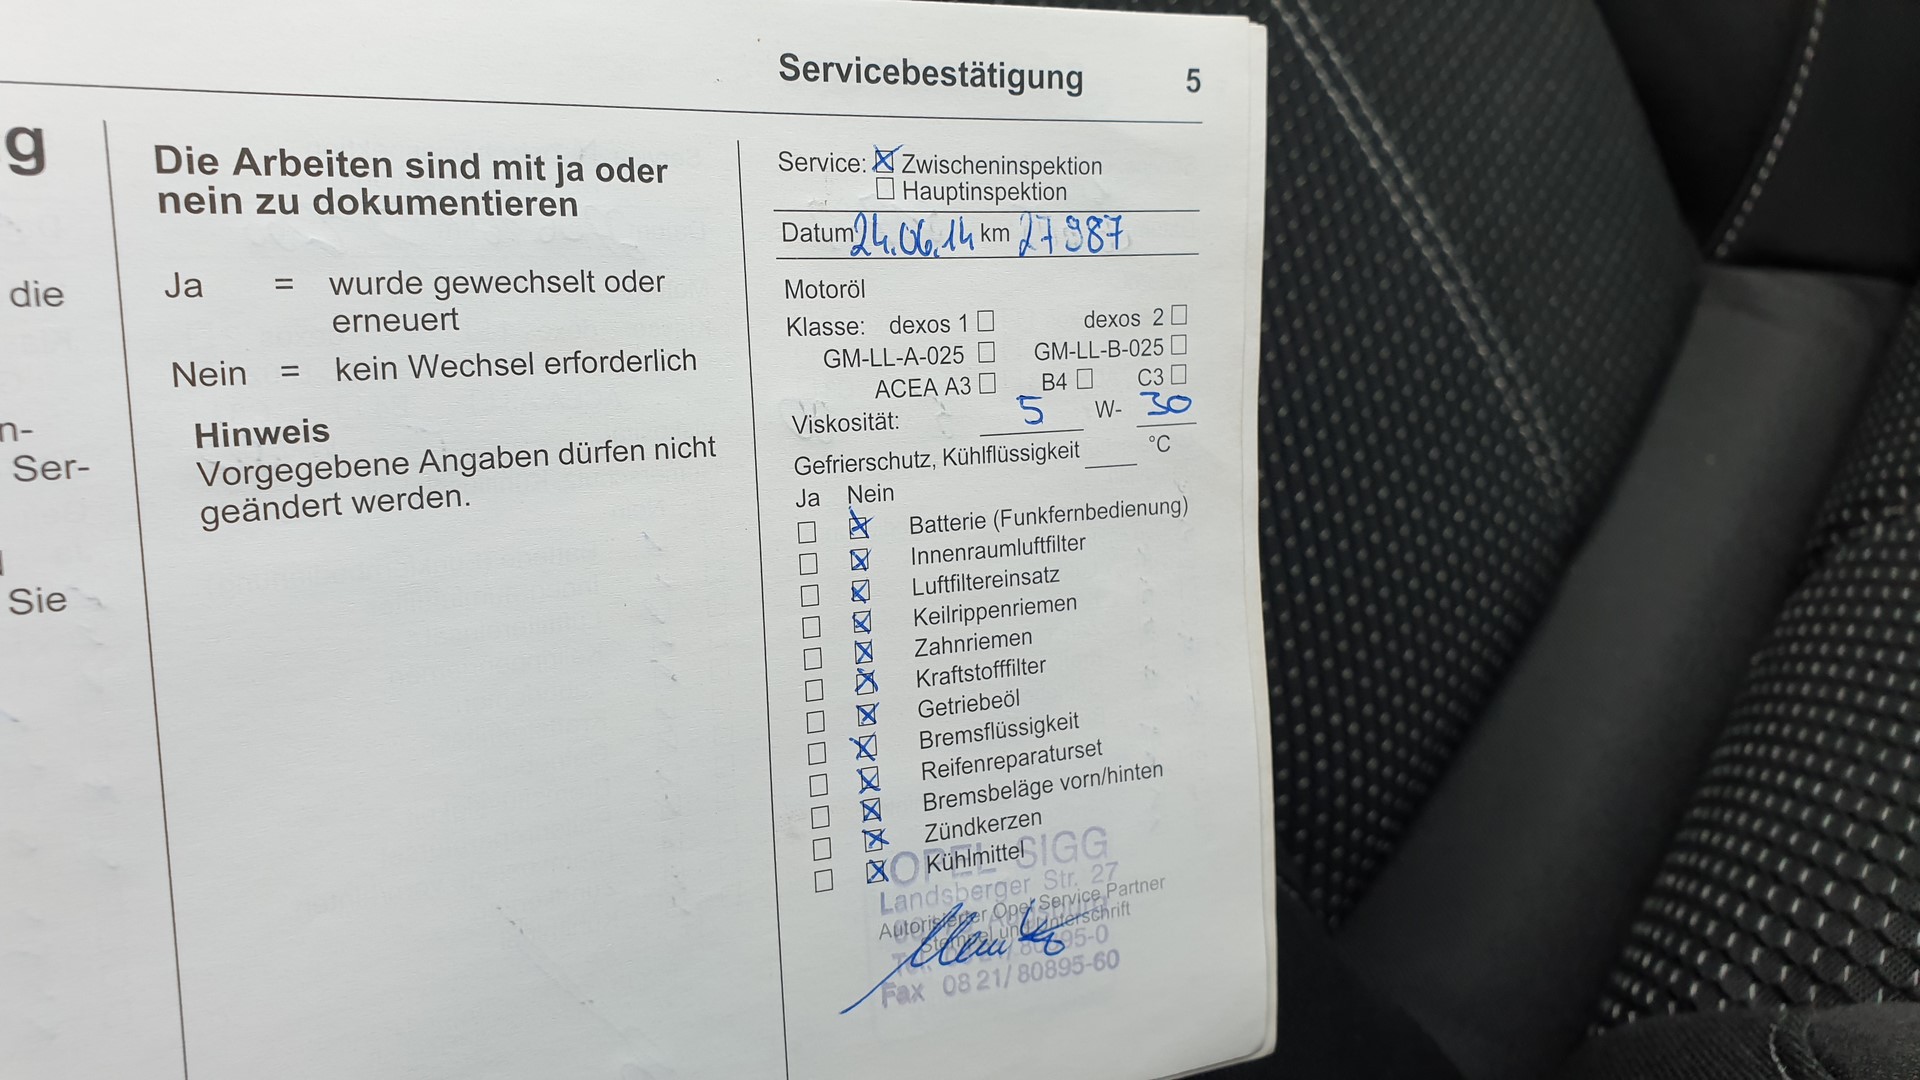 Servicebestätigung 5
g
die
n-
Ser-
Sie
Die Arbeiten sind mit ja oder
nein zu dokumentieren
Ja = wurde gewechselt oder
erneuert
Nein = kein Wechsel erforderlich
Hinweis
Vorgegebene Angaben dürfen nicht
geändert werden.
Service: Zwischeninspektion
Hauptinspektion
Datum 24.06.14 km 27987
Motoröl
Klasse: dexos 1 dexos 2
GM-LL-A-025 GM-LL-B-025
ACEA A3 B4 C3
Viskosität: 5 W- 30
Gefrierschutz, Kühlflüssigkeit °C
Ja Nein
Batterie (Funkfernbedienung)
Innenraumluftfilter
Luftfiltereinsatz
Keilrippenriemen
Zahnriemen
Kraftstofffilter
Getriebeöl
Bremsflüssigkeit
Reifenreparaturset
Bremsbeläge vorn/hinten
Zündkerzen
Kühlmittel
OPEL SIGG
Landsberger Str. 27
Autorisierter Opel Service Partner
Stempel und Unterschrift
Fax 08 21/ 80895-60